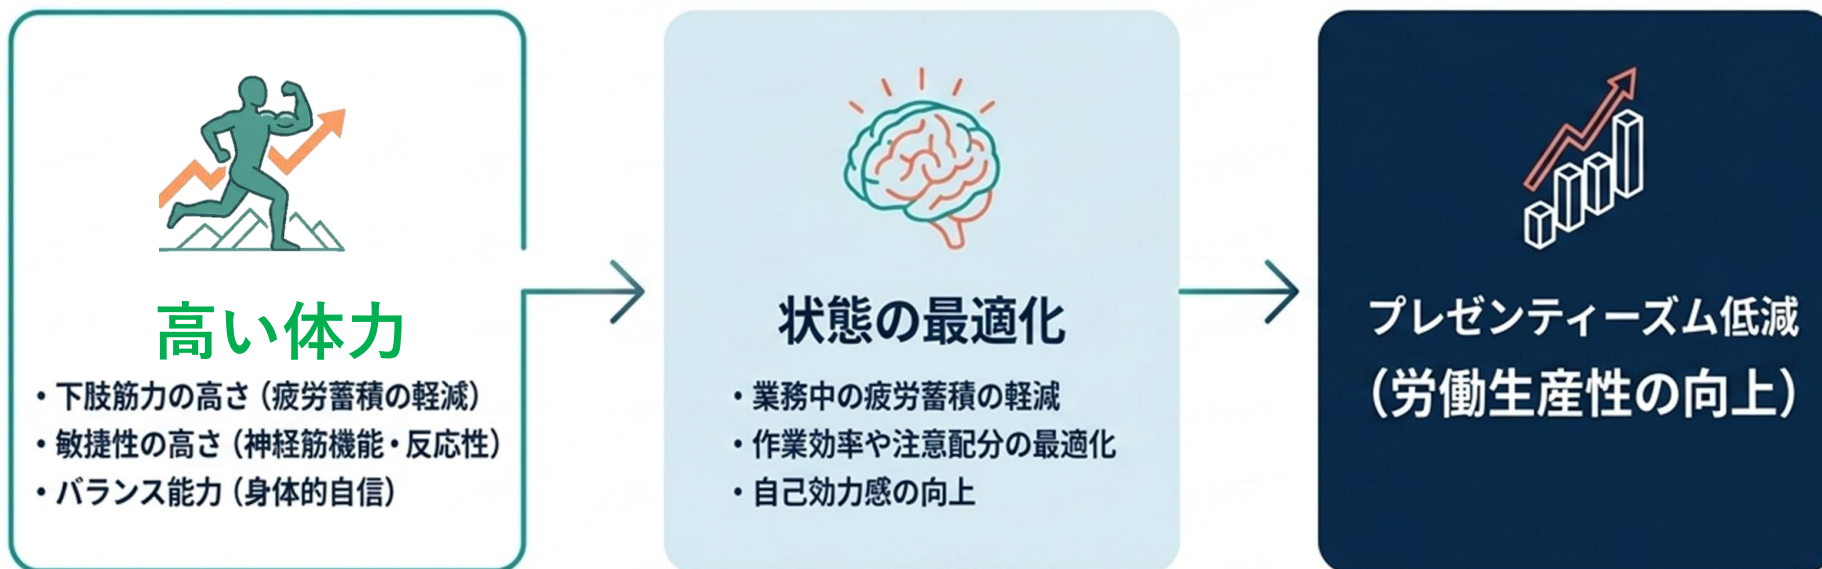 高い体力
・下肢筋力の高さ（疲労蓄積の軽減）
・敏捷性の高さ（神経筋機能・反応性）
・バランス能力（身体的自信）
状態の最適化
・業務中の疲労蓄積の軽減
・作業効率や注意配分の最適化
・自己効力感の向上
プレゼンティーズム低減
（労働生産性の向上）